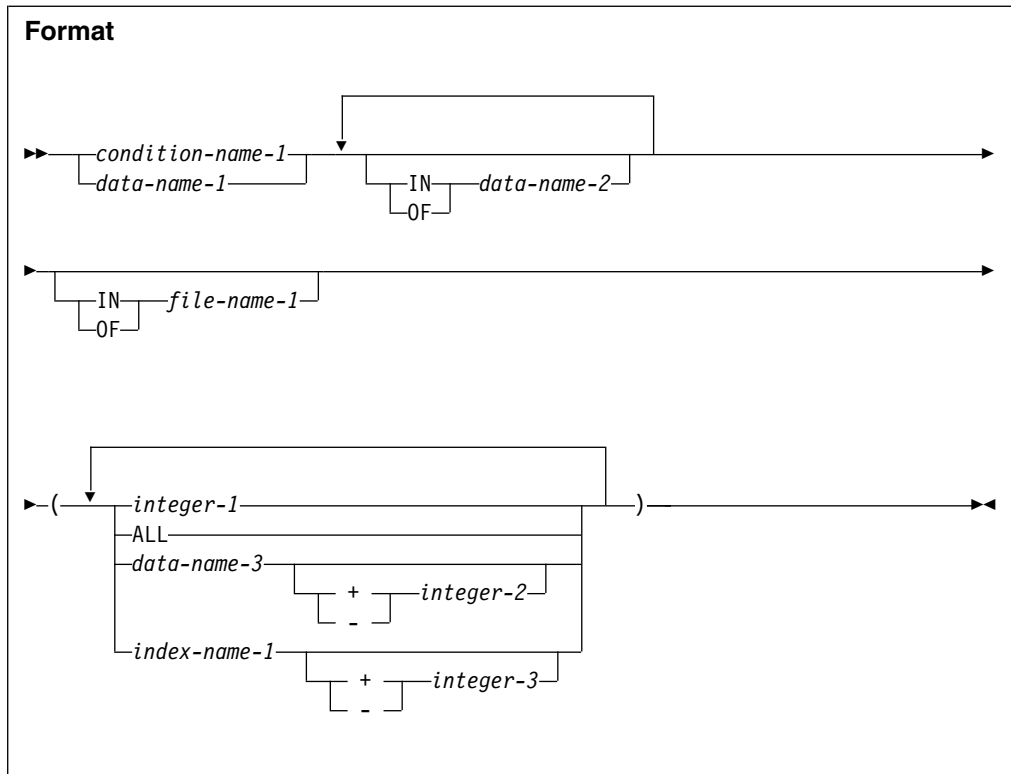 Format
condition-name-1
data-name-1
IN data-name-2
OF
IN file-name-1
OF
( integer-1 )
ALL
data-name-3
+ integer-2
-
index-name-1
+ integer-3
-